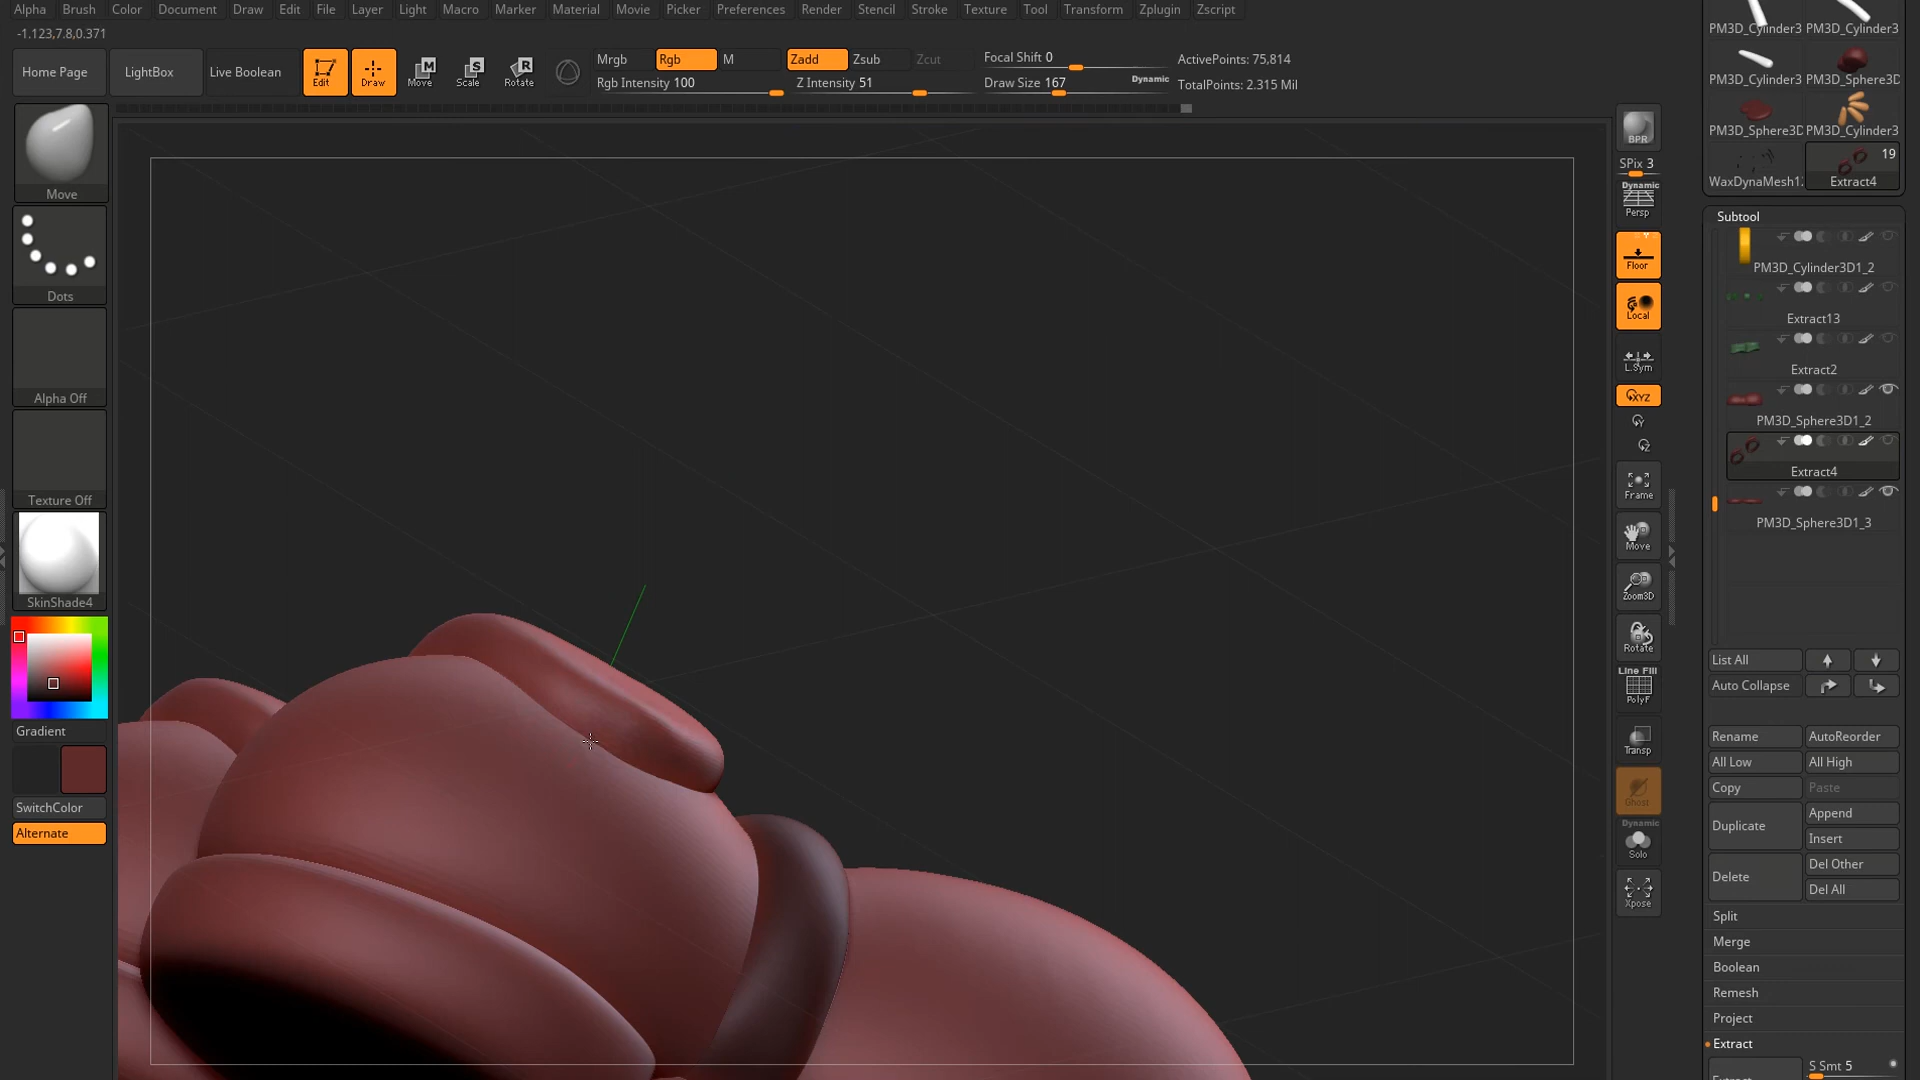 Alpha Brush Color Document Draw Edit File Layer Light Macro Marker Material Movie Picker Preferences Render Stencil Stroke Texture Tool Transform Zplugin Zscript
-1.123,7.8,0.371
Home Page LightBox Live Boolean Edit Draw Move Scale Rotate
Mrgb Rgb M Zadd Zsub Zcut Focal Shift 0 ActivePoints: 75,814
Rgb Intensity 100 Z Intensity 51 Draw Size 167 Dynamic TotalPoints: 2.315 Mil
Move
Dots
Alpha Off
Texture Off
SkinShade4
Gradient
SwitchColor
Alternate
BPR
SPix 3
Dynamic
Persp
Floor
Local
L.Sym
XYZ
Y
Z
Frame
Move
Zoom3D
Rotate
Line Fill
PolyF
Transp
Ghost
Dynamic
Solo
Xpose
PM3D_Cylinder3 PM3D_Cylinder3
PM3D_Cylinder3 PM3D_Sphere3D
PM3D_Sphere3D PM3D_Cylinder3
19
WaxDynaMesh12 Extract4
Subtool
PM3D_Cylinder3D1_2
Extract13
Extract2
PM3D_Sphere3D1_2
Extract4
PM3D_Sphere3D1_3
List All
Auto Collapse
Rename AutoReorder
All Low All High
Copy Paste
Duplicate Append
Insert
Delete Del Other
Del All
Split
Merge
Boolean
Remesh
Project
Extract
S Smt 5